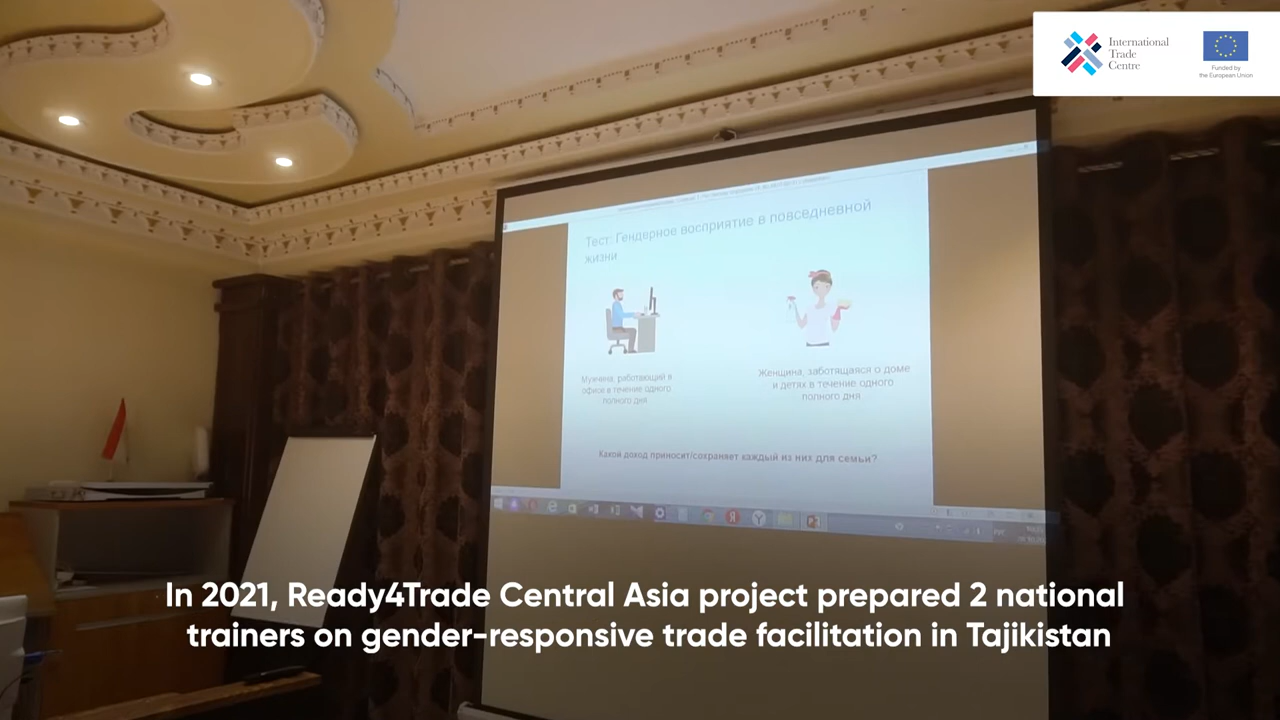 International
Trade
Centre
Funded by
the European Union
Тест: Гендерное восприятие в повседневной
жизни
Мужчина, работающий в
офисе в течение одного
полного дня
Женщина, заботящаяся о доме
и детях в течение одного
полного дня
Какой доход приносит/сохраняет каждый из них для семьи?
РУС
In 2021, Ready4Trade Central Asia project prepared 2 national
trainers on gender-responsive trade facilitation in Tajikistan